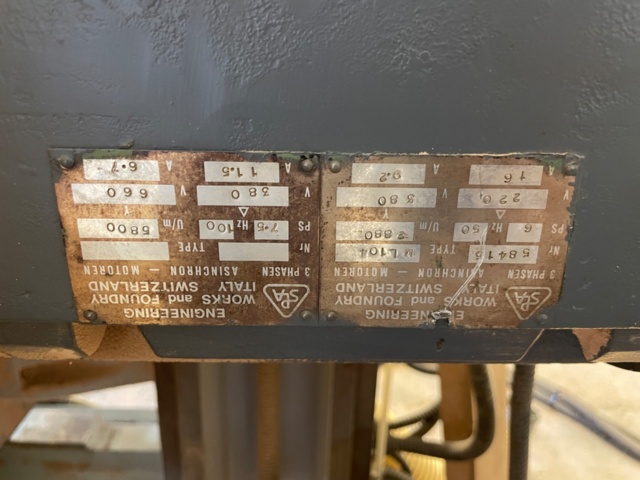 ENGINEERING
WORKS and FOUNDRY
ITALY SWITZERLAND
3 PHASEN ASINCHRON — MOTOREN
Nr 58415 TYPE ML104
PS 6 Hz 50 2880 U/m
△ Y
V 220 V 380
A 16 A 9.2
ENGINEERING
WORKS and FOUNDRY
ITALY SWITZERLAND
3 PHASEN ASINCHRON — MOTOREN
Nr TYPE
PS 7.5 Hz 100 5800 U/m
△ Y
V 380 V 660
A 11.5 A 6.7